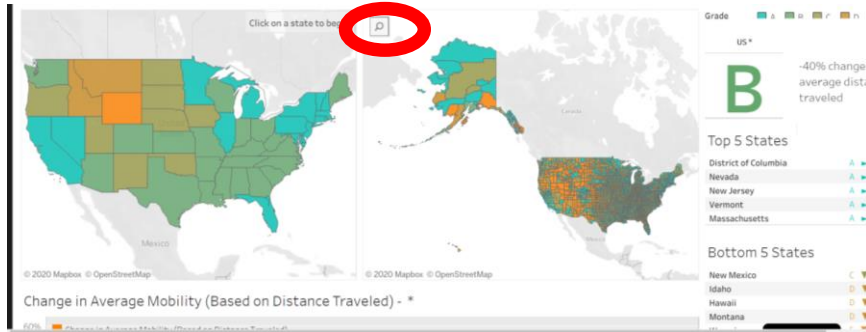 Click on a state to be
Grade A B C D
US *
B
-40% change
average dista
traveled
Canada
Mexico
Mexico
© 2020 Mapbox © OpenStreetMap
© 2020 Mapbox © OpenStreetMap
Top 5 States
District of Columbia A
Nevada A
New Jersey A
Vermont A
Massachusetts A
Bottom 5 States
New Mexico C
Idaho D
Hawaii D
Montana D
Change in Average Mobility (Based on Distance Traveled) - *
60%
Change in Average Mobility (Based on Distance Traveled)